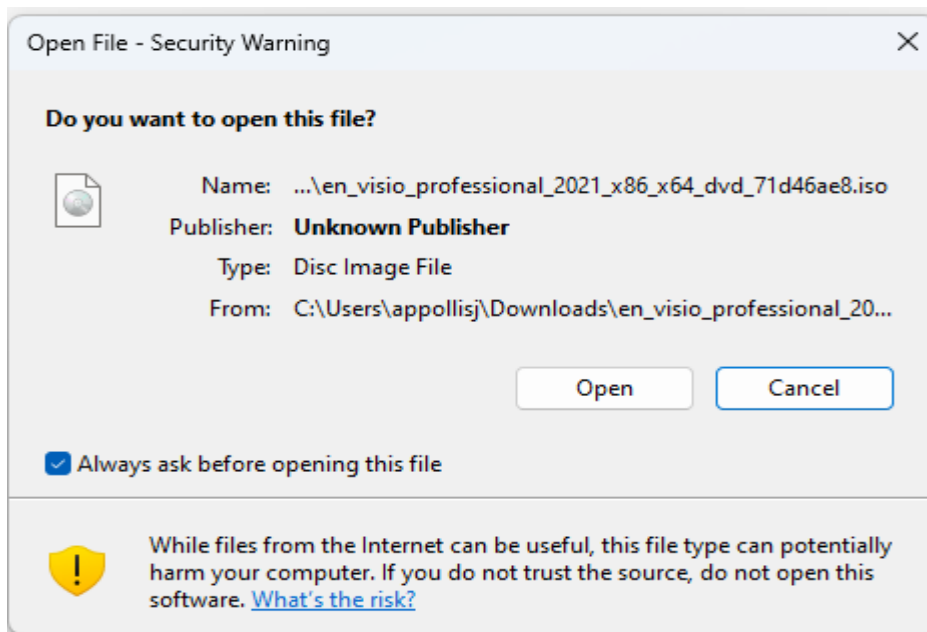 Open File - Security Warning
Do you want to open this file?
Name: ...\en_visio_professional_2021_x86_x64_dvd_71d46ae8.iso
Publisher: Unknown Publisher
Type: Disc Image File
From: C:\Users\appollisj\Downloads\en_visio_professional_20...
Open Cancel
Always ask before opening this file
While files from the Internet can be useful, this file type can potentially
harm your computer. If you do not trust the source, do not open this
software. What's the risk?